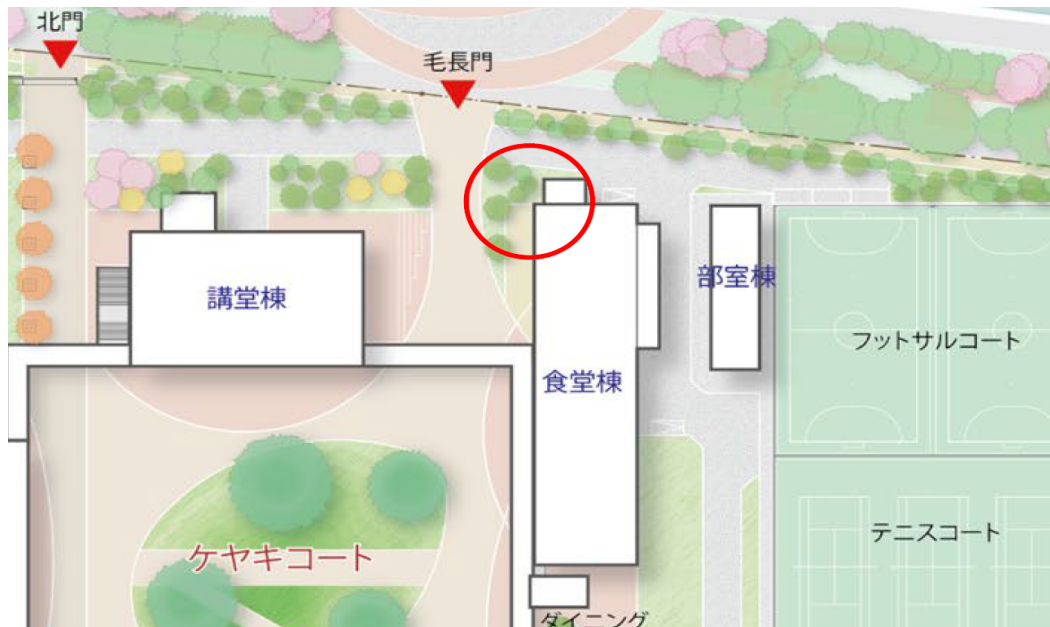 北門
毛長門
講堂棟
部室棟
フットサルコート
食堂棟
テニスコート
ケヤキコート
ダイニング